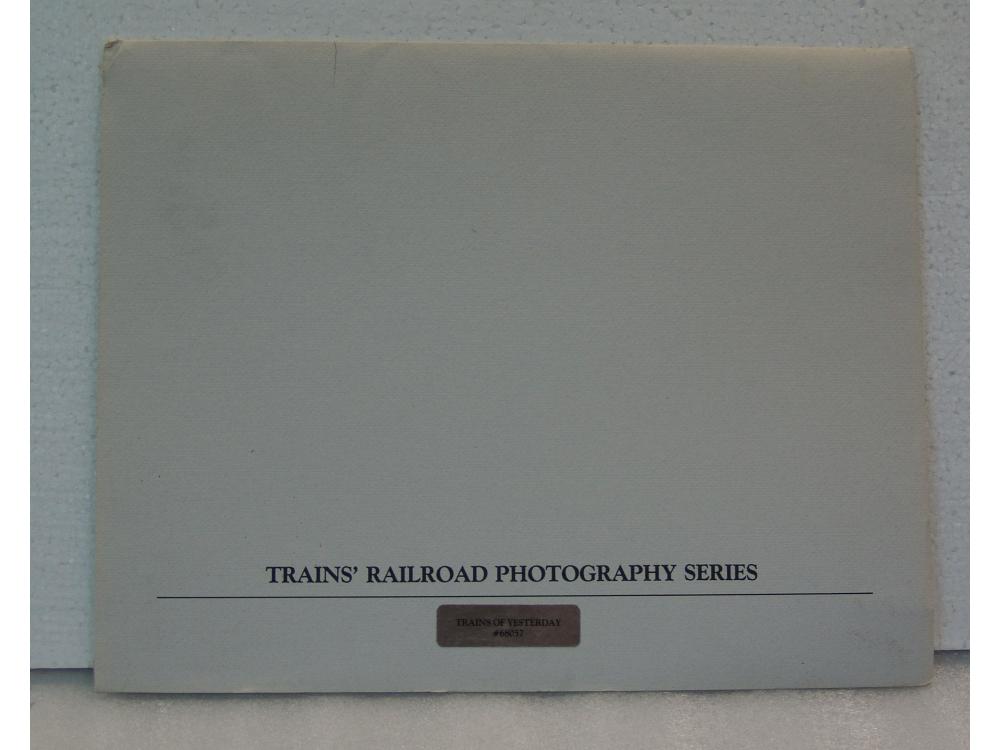 TRAINS' RAILROAD PHOTOGRAPHY SERIES
TRAINS OF YESTERDAY
#68057